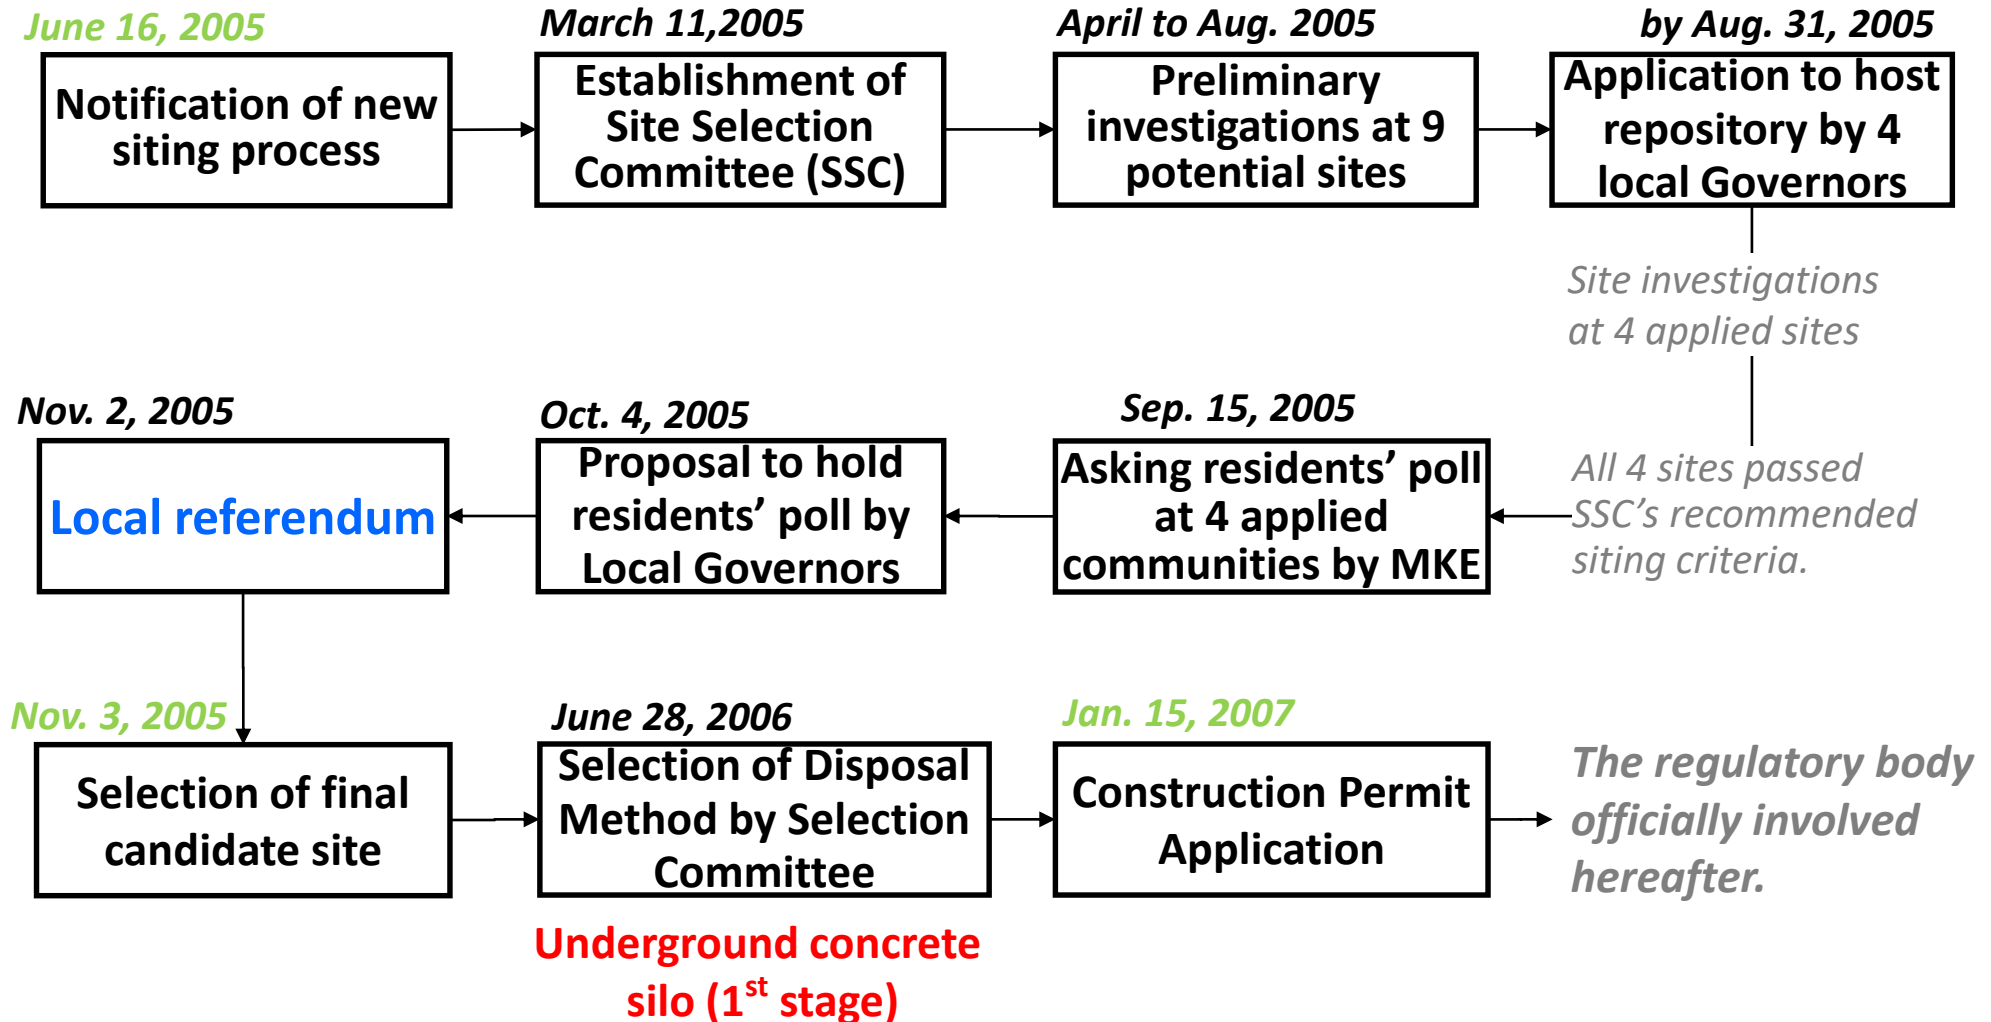 June 16, 2005
Notification of new
siting process
March 11,2005
Establishment of
Site Selection
Committee (SSC)
April to Aug. 2005
Preliminary
investigations at 9
potential sites
by Aug. 31, 2005
Application to host
repository by 4
local Governors
Site investigations
at 4 applied sites
All 4 sites passed
SSC’s recommended
siting criteria.
Sep. 15, 2005
Asking residents’ poll
at 4 applied
communities by MKE
Oct. 4, 2005
Proposal to hold
residents’ poll by
Local Governors
Nov. 2, 2005
Local referendum
Nov. 3, 2005
Selection of final
candidate site
June 28, 2006
Selection of Disposal
Method by Selection
Committee
Underground concrete
silo (1st stage)
Jan. 15, 2007
Construction Permit
Application
The regulatory body
officially involved
hereafter.